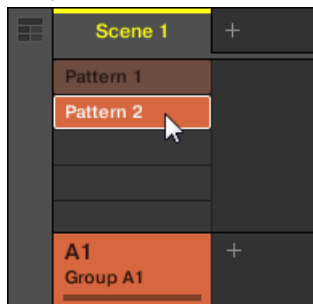 Scene 1
+
Pattern 1
Pattern 2
A1
+
Group A1